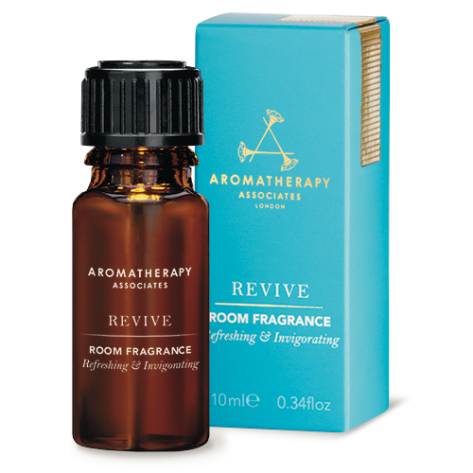 AROMATHERAPY
ASSOCIATES
REVIVE
ROOM FRAGRANCE
Refreshing & Invigorating
AROMATHERAPY
ASSOCIATES
LONDON
REVIVE
ROOM FRAGRANCE
Refreshing & Invigorating
10ml℮ 0.34floz